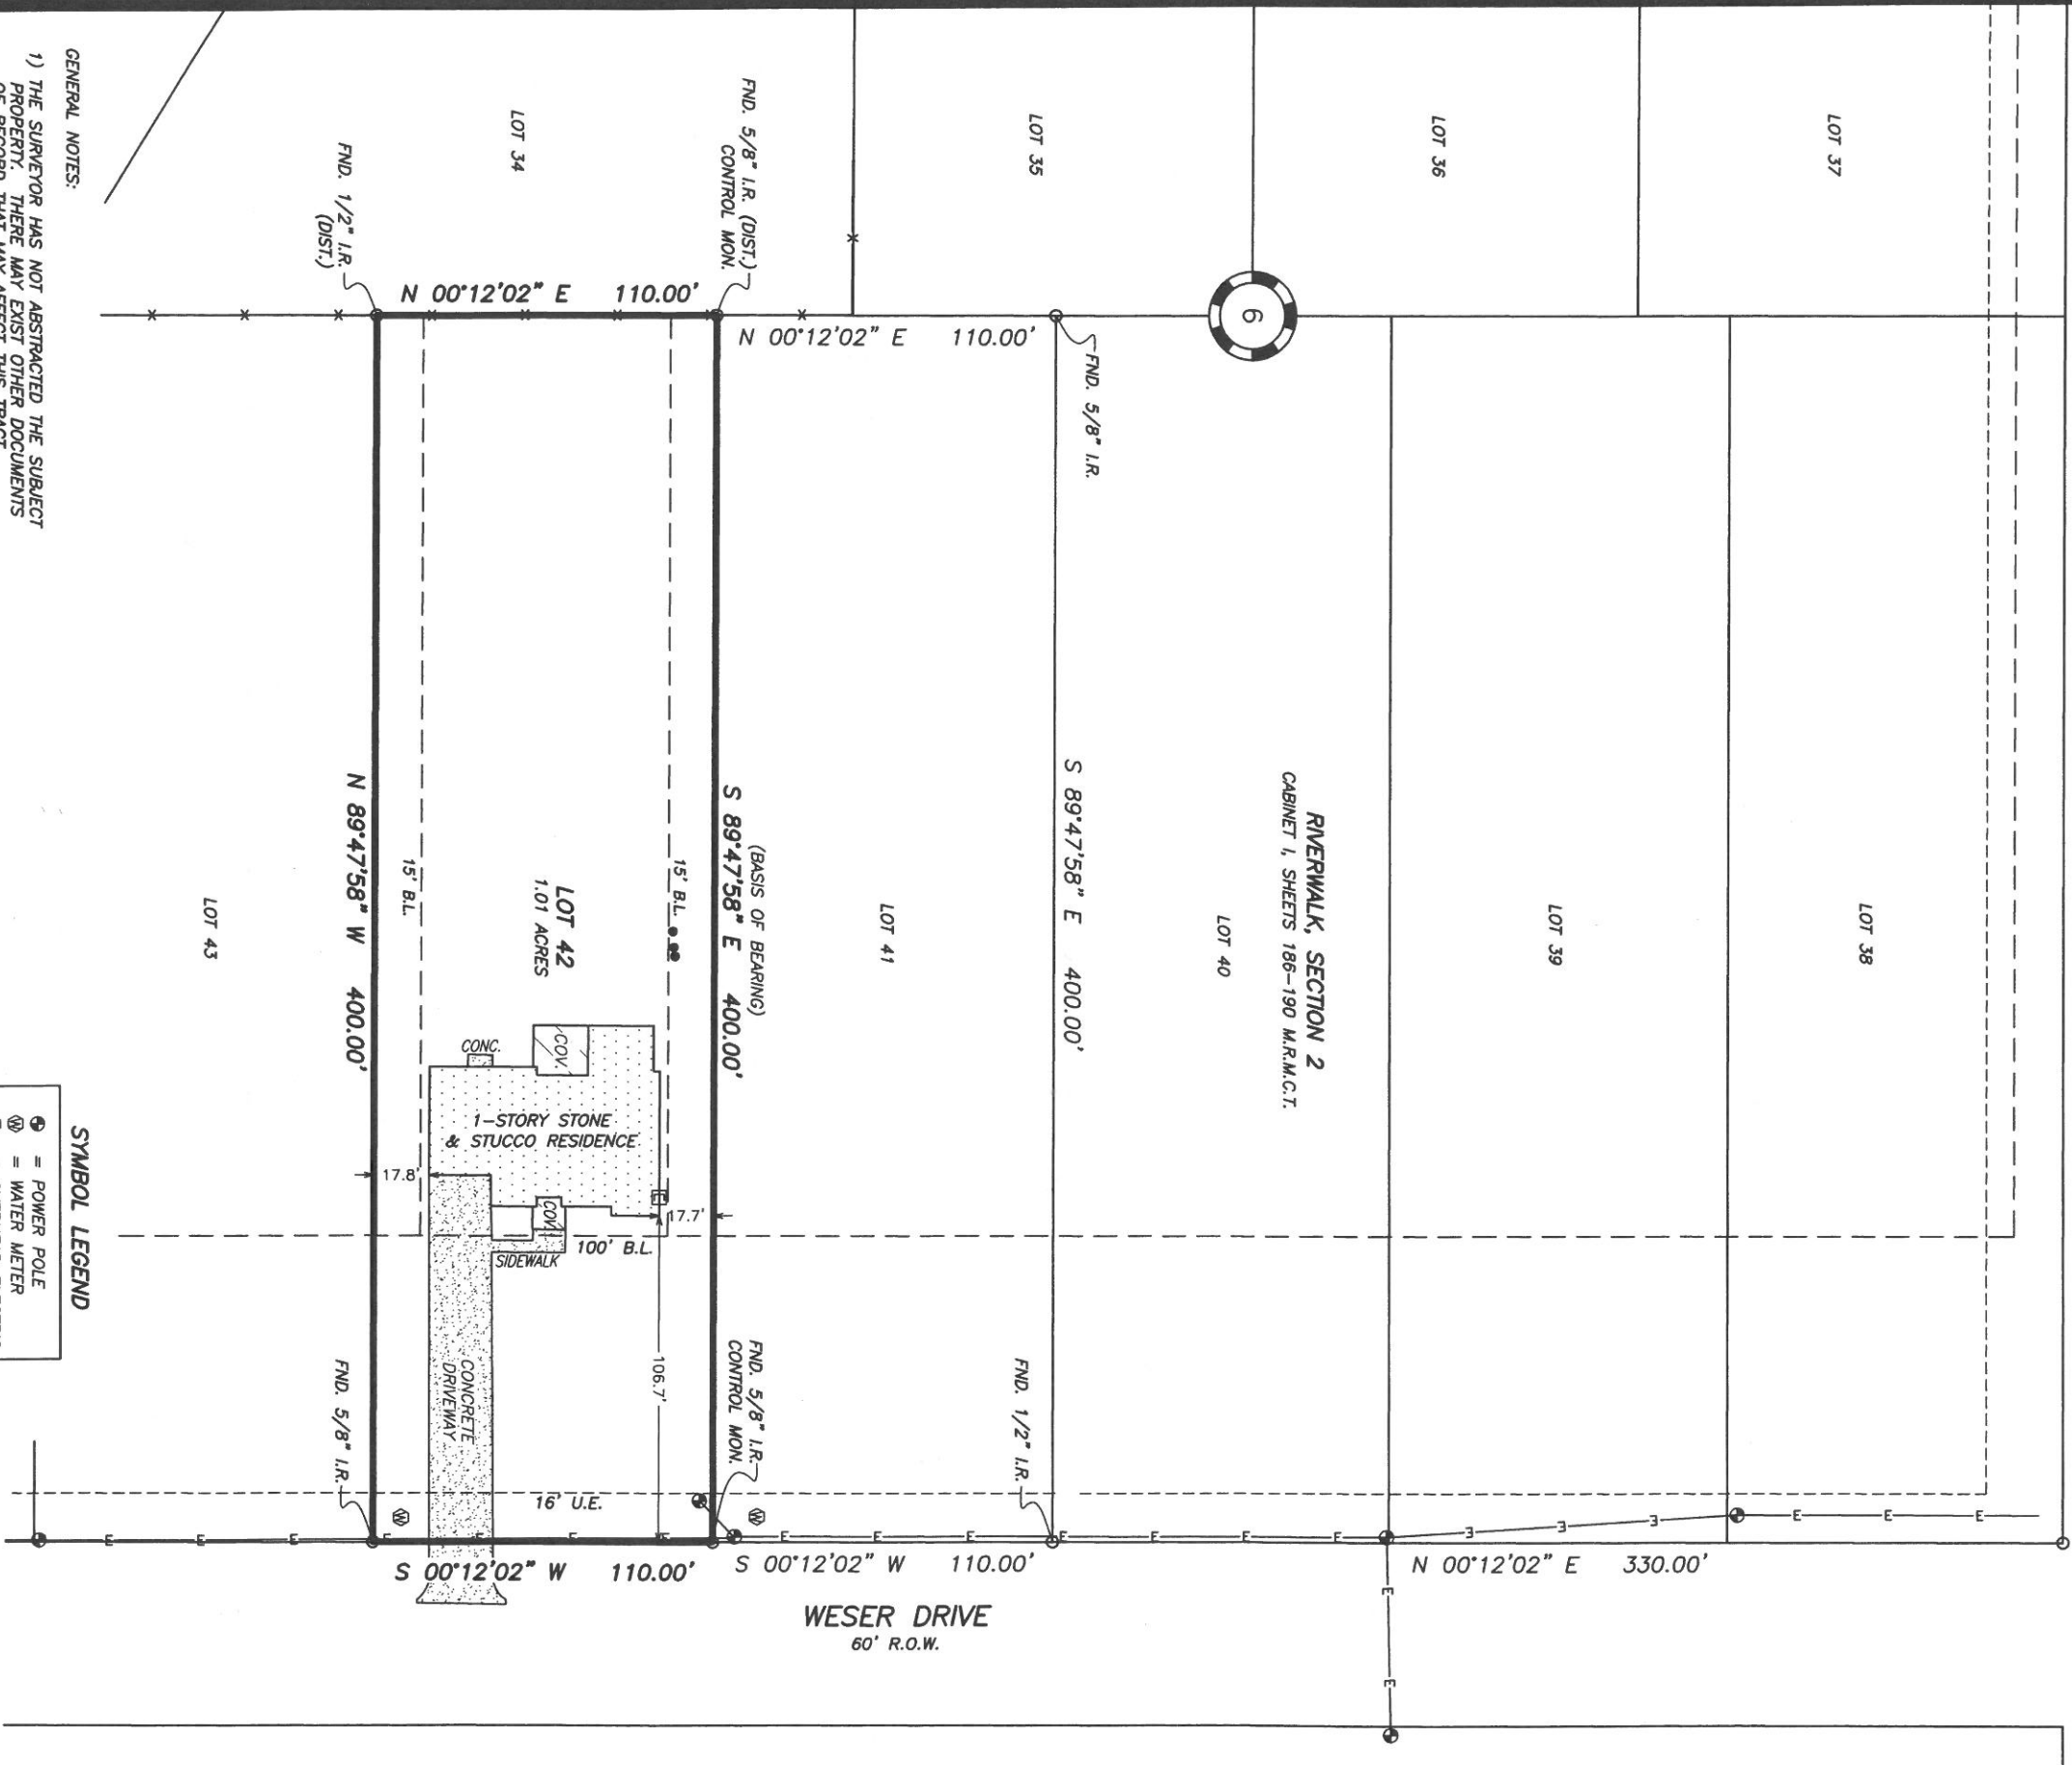 LOT 34
LOT 35
LOT 36
LOT 37
FND. 5/8" I.R. (DIST.)
CONTROL MON.
FND. 1/2" I.R.
(DIST.)
N 00°12'02" E 110.00'
N 00°12'02" E 110.00'
6
FND. 5/8" I.R.
GENERAL NOTES:
1) THE SURVEYOR HAS NOT ABSTRACTED THE SUBJECT
PROPERTY. THERE MAY EXIST OTHER DOCUMENTS
OF RECORD THAT MAY AFFECT THIS TRACT
RIVERWALK, SECTION 2
CABINET I, SHEETS 186-190 M.R.M.C.T.
S 89°47'58" E 400.00'
(BASIS OF BEARING)
S 89°47'58" E 400.00'
N 89°47'58" W 400.00'
15' B.L.
15' B.L.
LOT 42
1.01 ACRES
LOT 43
LOT 41
LOT 40
LOT 39
LOT 38
CONC.
COV.
1-STORY STONE
& STUCCO RESIDENCE
17.8'
E
17.7'
COV.
100' B.L.
SIDEWALK
106.7'
CONCRETE
DRIVEWAY
FND. 5/8" I.R.
FND. 5/8" I.R.
CONTROL MON.
FND. 1/2" I.R.
16' U.E.
W
W
E E E E E E E E E E E E E E E E E E E E
S 00°12'02" W 110.00'
S 00°12'02" W 110.00'
N 00°12'02" E 330.00'
WESER DRIVE
60' R.O.W.
SYMBOL LEGEND
= POWER POLE
W = WATER METER